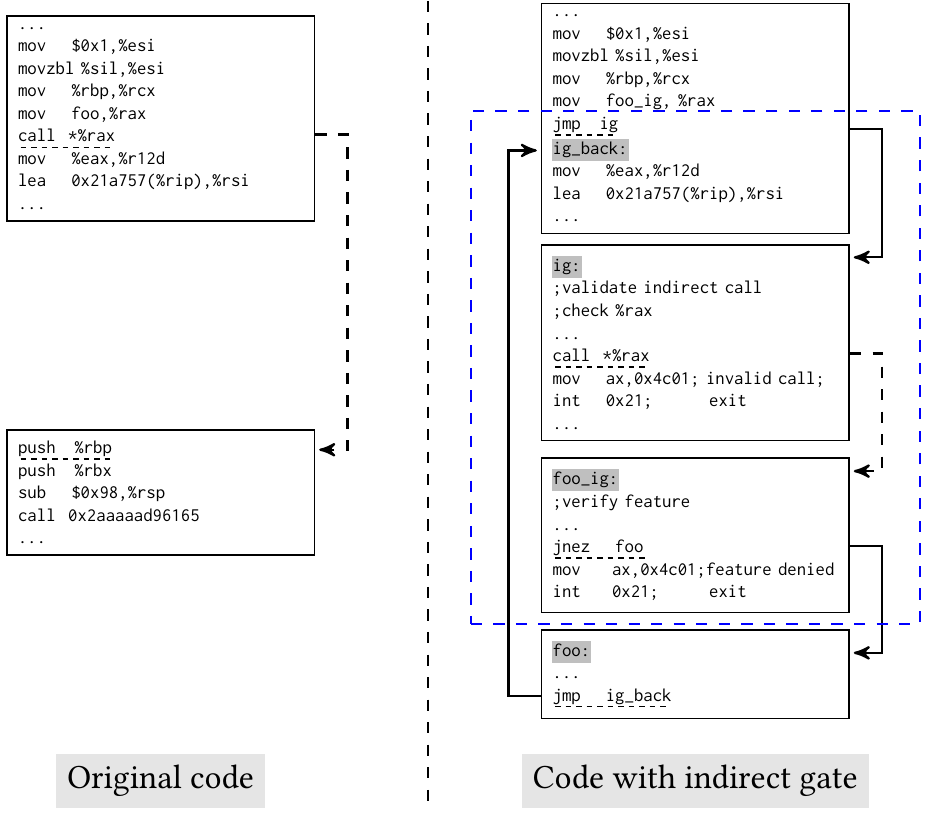 ...
mov $0x1,%esi
movzbl %sil,%esi
mov %rbp,%rcx
mov foo,%rax
call *%rax
mov %eax,%r12d
lea 0x21a757(%rip),%rsi
...
push %rbp
push %rbx
sub $0x98,%rsp
call 0x2aaaaad96165
...
Original code
...
mov $0x1,%esi
movzbl %sil,%esi
mov %rbp,%rcx
mov foo_ig, %rax
jmp ig
ig_back:
mov %eax,%r12d
lea 0x21a757(%rip),%rsi
...
ig:
;validate indirect call
;check %rax
...
call *%rax
mov ax,0x4c01; invalid call;
int 0x21; exit
...
foo_ig:
;verify feature
...
jnez foo
mov ax,0x4c01;feature denied
int 0x21; exit
foo:
...
jmp ig_back
Code with indirect gate